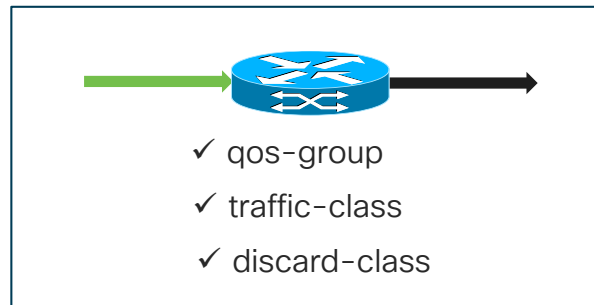 ✓ qos-group
✓ traffic-class
✓ discard-class